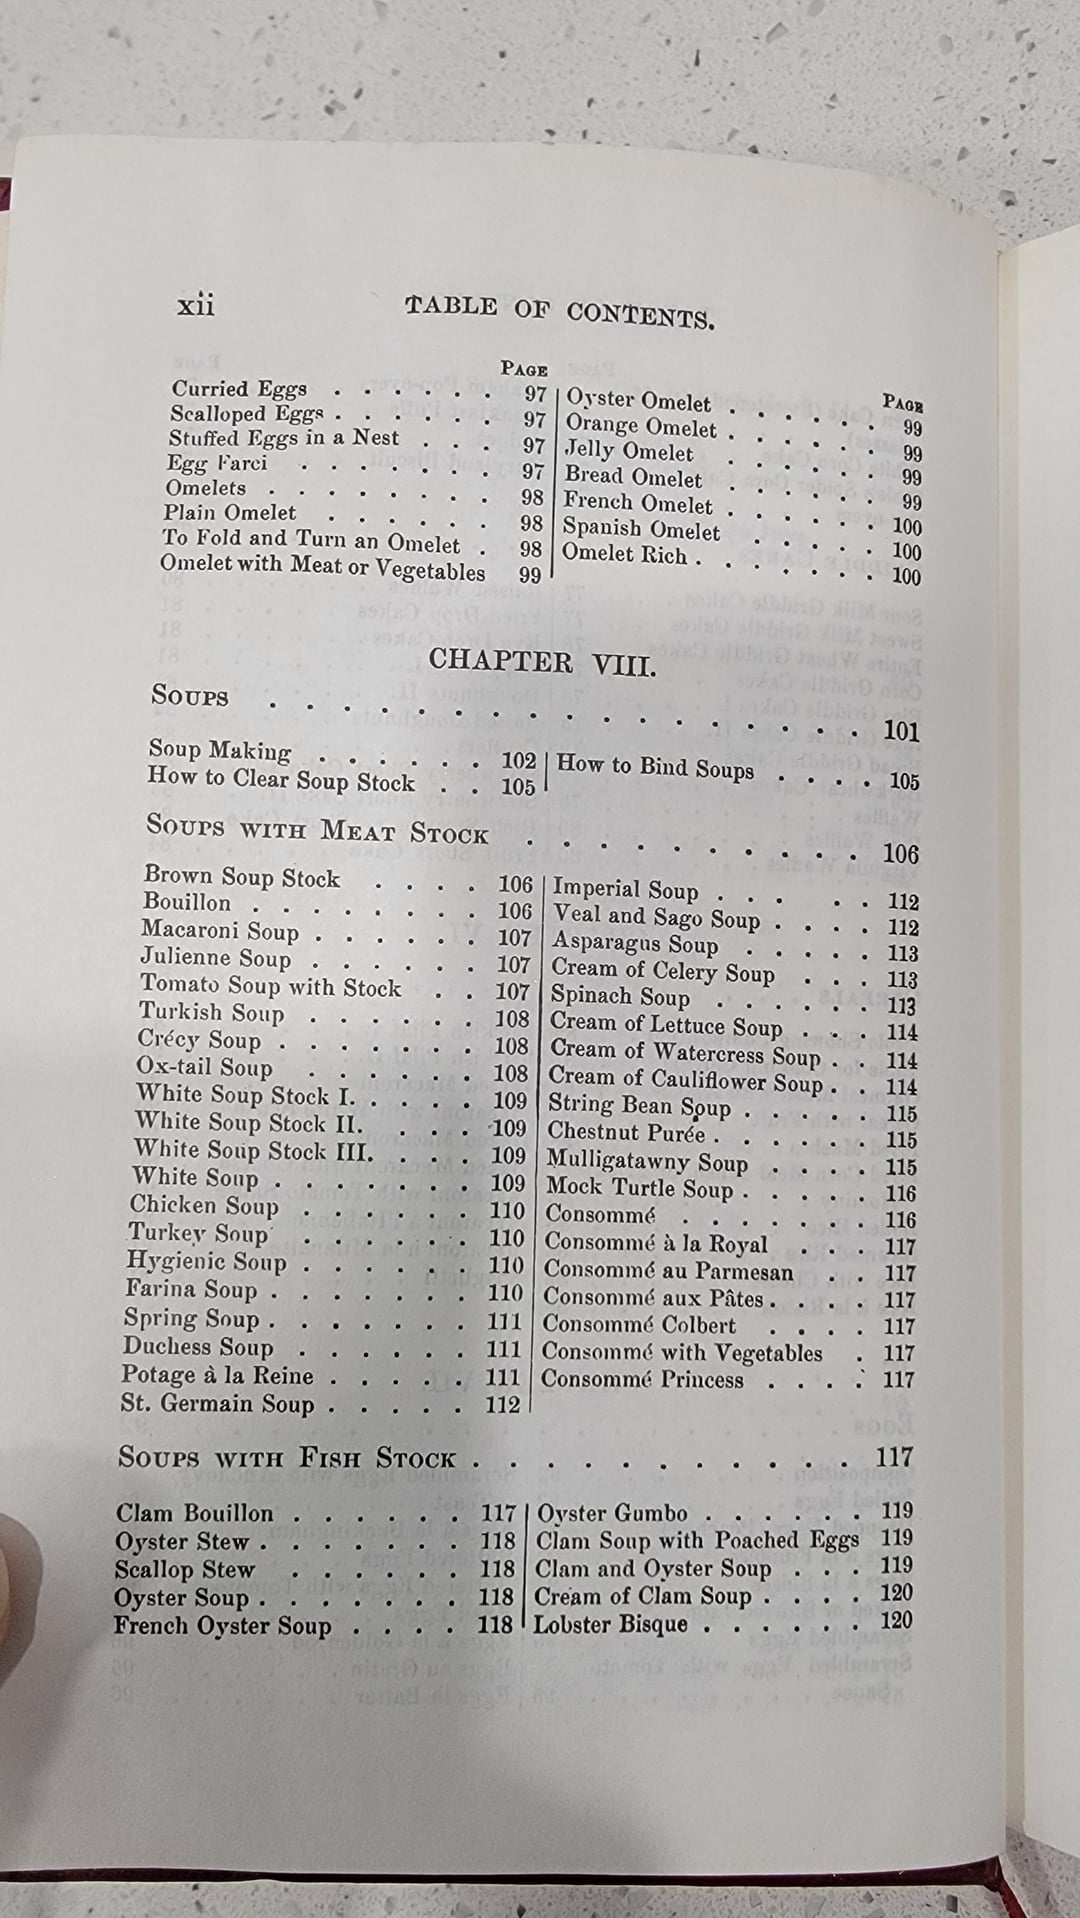 xii
TABLE OF CONTENTS.
PAGE
Curried Eggs . . . . . . 97
Scalloped Eggs . . . . . . 97
Stuffed Eggs in a Nest . . . 97
Egg Farci . . . . . . . 97
Omelets . . . . . . . . 98
Plain Omelet . . . . . . 98
To Fold and Turn an Omelet . 98
Omelet with Meat or Vegetables 99
PAGE
Oyster Omelet . . . . . . 99
Orange Omelet . . . . . . 99
Jelly Omelet . . . . . . 99
Bread Omelet . . . . . . 99
French Omelet . . . . . . 100
Spanish Omelet . . . . . 100
Omelet Rich . . . . . . . 100
CHAPTER VIII.
SOUPS . . . . . . . . . . . . . . . . . 101
Soup Making . . . . . . 102
How to Clear Soup Stock . . 105
How to Bind Soups . . . . 105
SOUPS WITH MEAT STOCK . . . . . . . . . . . 106
Brown Soup Stock . . . . 106
Bouillon . . . . . . . . 106
Macaroni Soup . . . . . . 107
Julienne Soup . . . . . . 107
Tomato Soup with Stock . . 107
Turkish Soup . . . . . . 108
Crécy Soup . . . . . . . 108
Ox-tail Soup . . . . . . 108
White Soup Stock I. . . . . 109
White Soup Stock II. . . . 109
White Soup Stock III. . . . 109
White Soup . . . . . . . 109
Chicken Soup . . . . . . 110
Turkey Soup . . . . . . 110
Hygienic Soup . . . . . . 110
Farina Soup . . . . . . . 110
Spring Soup . . . . . . . 111
Duchess Soup . . . . . . 111
Potage à la Reine . . . . . 111
St. Germain Soup . . . . . 112
Imperial Soup . . . . . 112
Veal and Sago Soup . . . . 112
Asparagus Soup . . . . . 113
Cream of Celery Soup . . . 113
Spinach Soup . . . . . . 113
Cream of Lettuce Soup . . . 114
Cream of Watercress Soup . . 114
Cream of Cauliflower Soup . . 114
String Bean Soup . . . . . 115
Chestnut Purée . . . . . . 115
Mulligatawny Soup . . . . 115
Mock Turtle Soup . . . . . 116
Consommé . . . . . . . 116
Consommé à la Royal . . . 117
Consommé au Parmesan . . 117
Consommé aux Pâtes . . . . 117
Consommé Colbert . . . . 117
Consommé with Vegetables . 117
Consommé Princess . . . . 117
SOUPS WITH FISH STOCK . . . . . . . . . . . 117
Clam Bouillon . . . . . . 117
Oyster Stew . . . . . . . 118
Scallop Stew . . . . . . 118
Oyster Soup . . . . . . . 118
French Oyster Soup . . . . 118
Oyster Gumbo . . . . . . 119
Clam Soup with Poached Eggs 119
Clam and Oyster Soup . . . 119
Cream of Clam Soup . . . . 120
Lobster Bisque . . . . . . 120